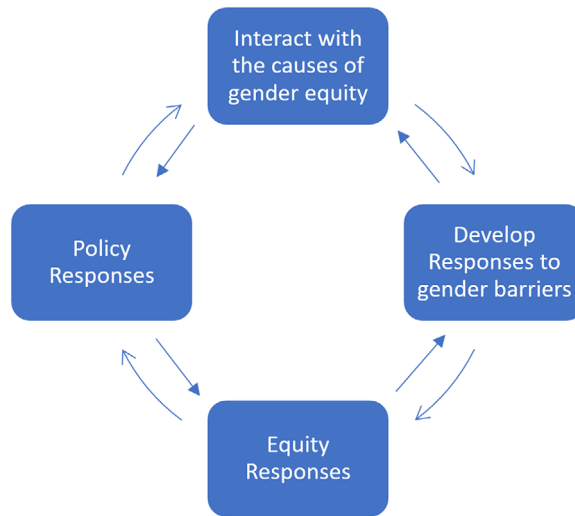 Interact with
the causes of
gender equity
Policy
Responses
Develop
Responses to
gender barriers
Equity
Responses